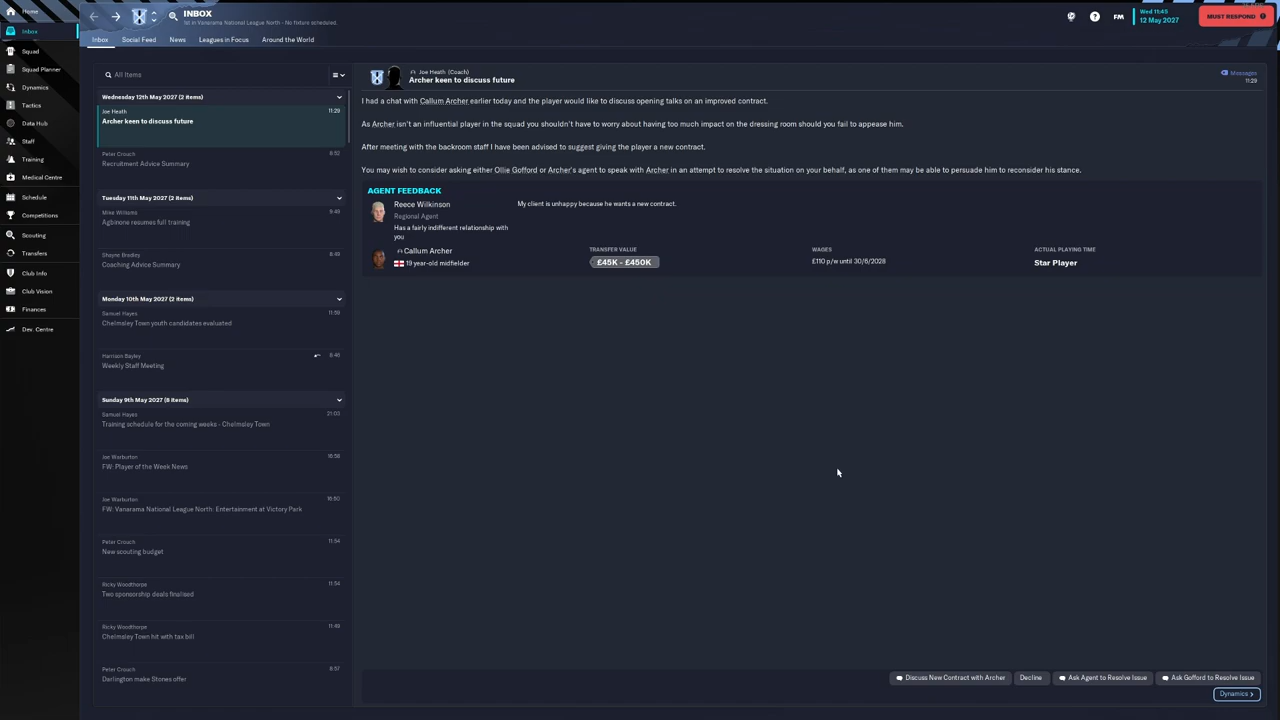 Home
Inbox
Squad
Squad Planner
Dynamics
Tactics
Data Hub
Staff
Training
Medical Centre
Schedule
Competitions
Scouting
Transfers
Club Info
Club Vision
Finances
Dev. Centre
INBOX
1st in Vanarama National League North - No fixture scheduled.
FM
Wed 11:45
12 May 2027
MUST RESPOND
Inbox
Social Feed
News
Leagues in Focus
Around the World
All Items
Wednesday 12th May 2027 (2 Items)
Joe Heath
11:29
Archer keen to discuss future
Peter Crouch
8:52
Recruitment Advice Summary
Tuesday 11th May 2027 (2 Items)
Mike Williams
Agbinone resumes full training
Shayne Bradley
Coaching Advice Summary
Monday 10th May 2027 (2 Items)
Samuel Hayes
11:59
Chelmsley Town youth candidates evaluated
Harrison Bayley
8:46
Weekly Staff Meeting
Sunday 9th May 2027 (8 Items)
Samuel Hayes
Training schedule for the coming weeks - Chelmsley Town
Joe Warburton
16:58
FW: Player of the Week News
Joe Warburton
FW: Vanarama National League North: Entertainment at Victory Park
Peter Crouch
11:54
New scouting budget
Ricky Woodthorpe
11:54
Two sponsorship deals finalised
Ricky Woodthorpe
Chelmsley Town hit with tax bill
Peter Crouch
8:57
Darlington make Stones offer
Joe Heath (Coach)
Archer keen to discuss future
Messages
11:29
I had a chat with Callum Archer earlier today and the player would like to discuss opening talks on an improved contract.
As Archer isn't an influential player in the squad you shouldn't have to worry about having too much impact on the dressing room should you fail to appease him.
After meeting with the backroom staff I have been advised to suggest giving the player a new contract.
You may wish to consider asking either Ollie Gofford or Archer's agent to speak with Archer in an attempt to resolve the situation on your behalf, as one of them may be able to persuade him to reconsider his stance.
AGENT FEEDBACK
Reece Wilkinson
Regional Agent
Has a fairly indifferent relationship with
you
My client is unhappy because he wants a new contract.
Callum Archer
19 year-old midfielder
TRANSFER VALUE
£45K - £450K
WAGES
£110 p/w until 30/6/2028
ACTUAL PLAYING TIME
Star Player
Discuss New Contract with Archer
Decline
Ask Agent to Resolve Issue
Ask Gofford to Resolve Issue
Dynamics